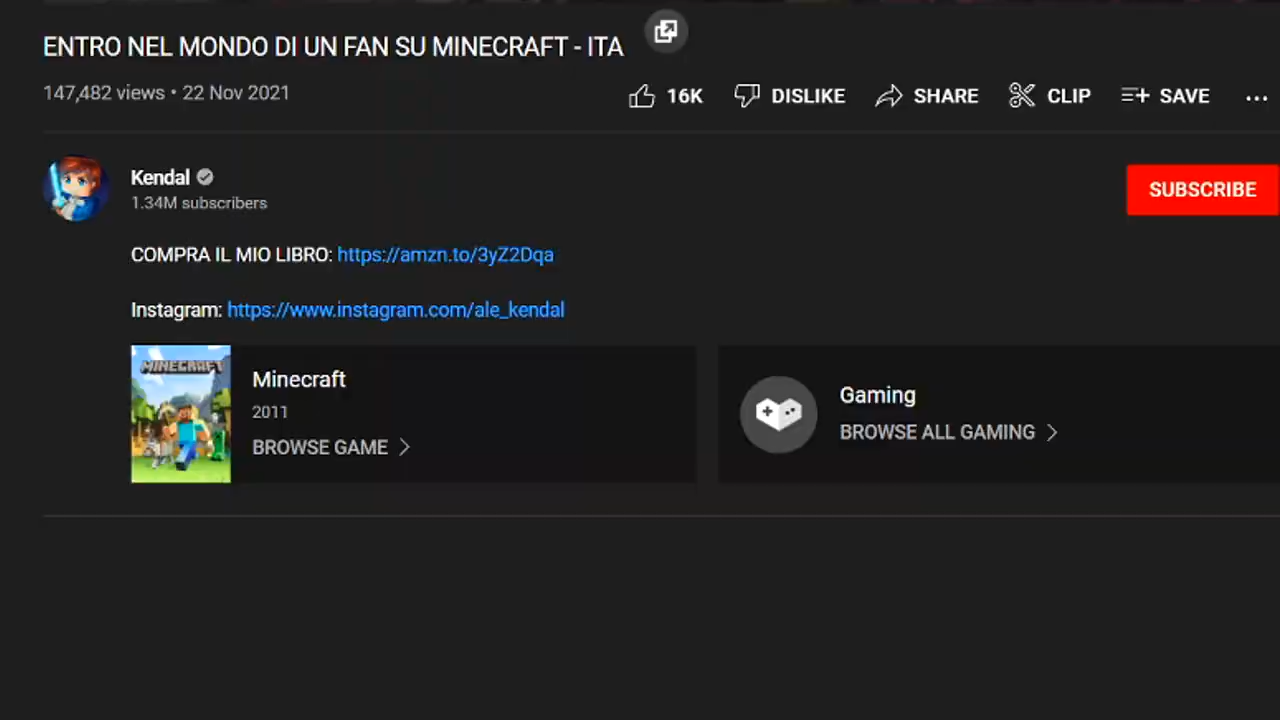 ENTRO NEL MONDO DI UN FAN SU MINECRAFT - ITA
147,482 views • 22 Nov 2021
16K DISLIKE SHARE CLIP SAVE ...
Kendal
1.34M subscribers
SUBSCRIBE
COMPRA IL MIO LIBRO: https://amzn.to/3yZ2Dqa
Instagram: https://www.instagram.com/ale_kendal
MINECRAFT
Minecraft
2011
BROWSE GAME
Gaming
BROWSE ALL GAMING